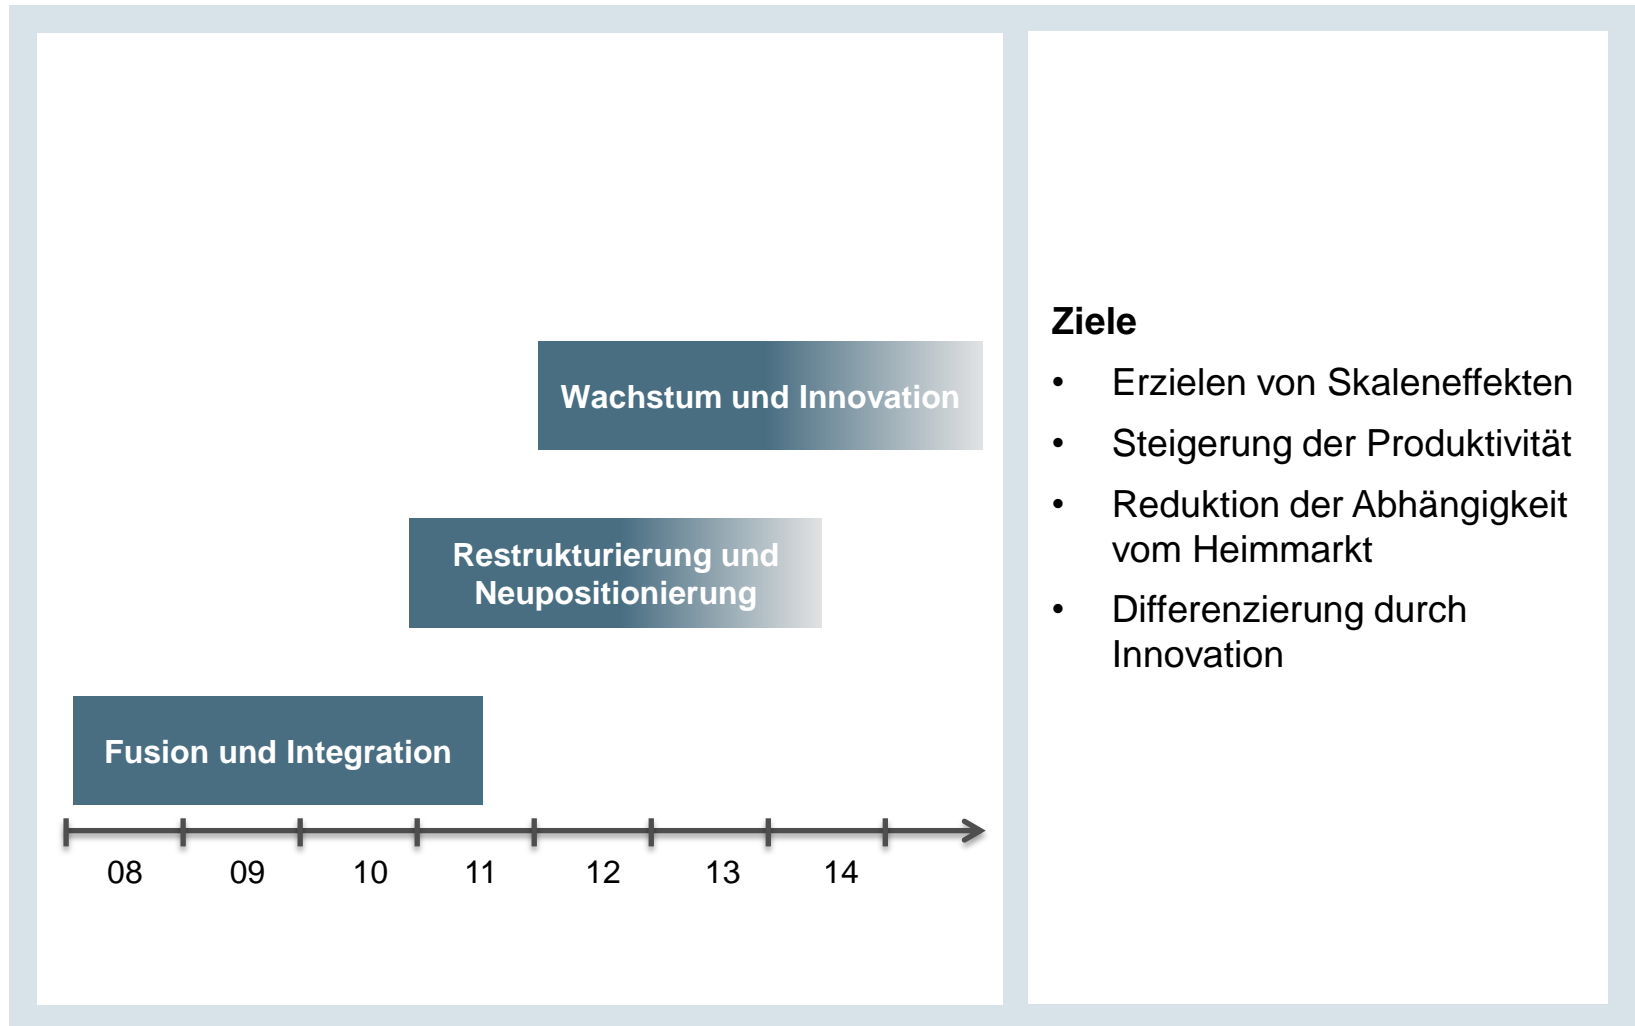 Wachstum und Innovation
Restrukturierung und
Neupositionierung
Fusion und Integration
08 09 10 11 12 13 14
Ziele
• Erzielen von Skaleneffekten
• Steigerung der Produktivität
• Reduktion der Abhängigkeit
vom Heimmarkt
• Differenzierung durch
Innovation